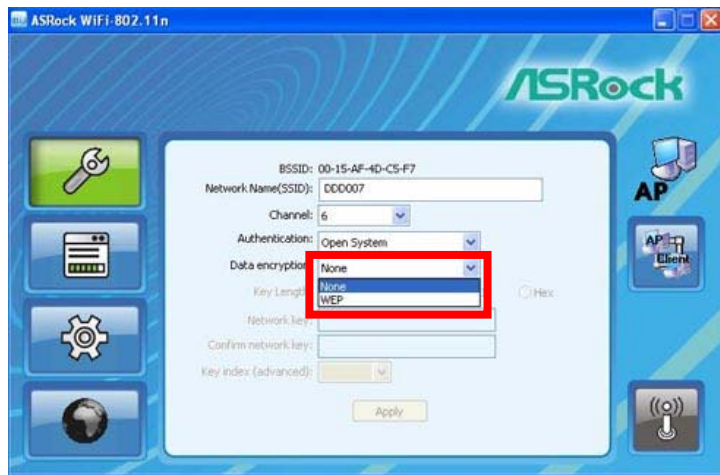 ASRock WiFi-802.11n
ASRock
BSSID: 00-15-AF-4D-C5-F7
Network Name(SSID): DDD007
Channel: 6
Authentication: Open System
Data encryption: None
None
WEP
Key Length
Hex
Network key:
Confirm network key:
Key index (advanced):
Apply
AP
AP
Client